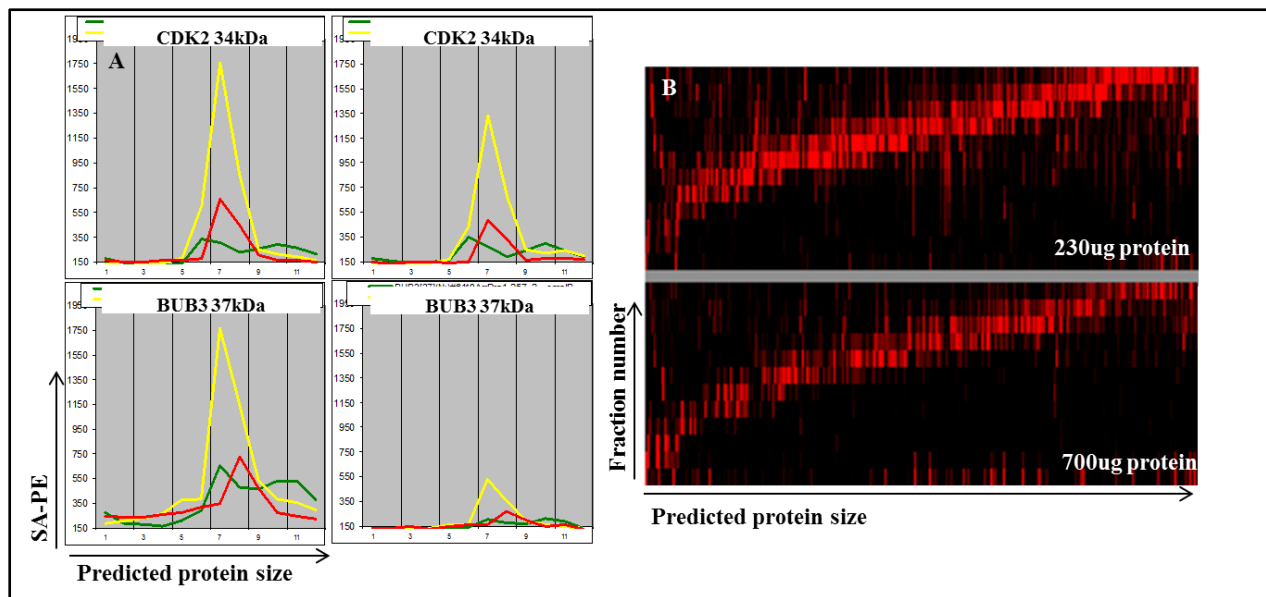 CDK2 34kDa
A
1750
1550
1350
1150
950
750
550
350
150
1 3 5 7 9 11
CDK2 34kDa
1750
1550
1350
1150
950
750
550
350
150
1 3 5 7 9 11
BUB3 37kDa
1750
1550
1350
1150
950
750
550
350
150
1 3 5 7 9 11
BUB3 37kDa
1750
1550
1350
1150
950
750
550
350
150
1 3 5 7 9 11
SA-PE
Predicted protein size
B
230ug protein
700ug protein
Fraction number
Predicted protein size